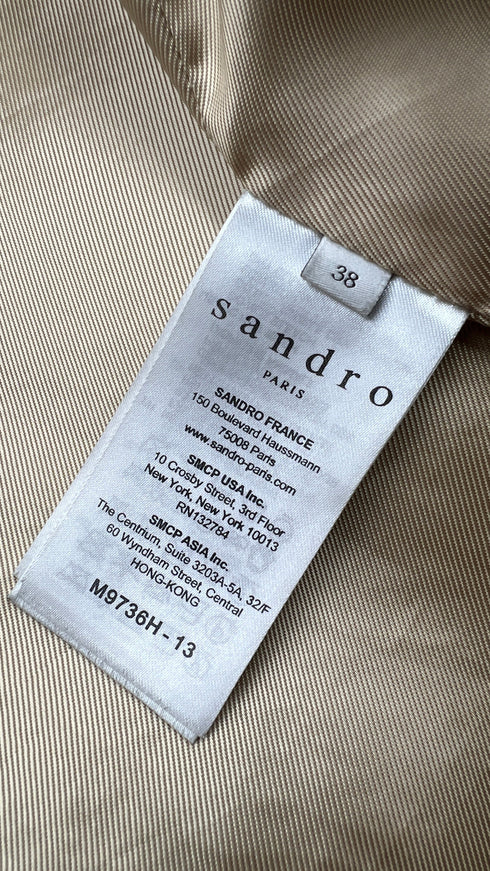 38
sandro
PARIS
SANDRO FRANCE
150 Boulevard Haussmann
75008 Paris
www.sandro-paris.com
SMCP USA Inc.
10 Crosby Street, 3rd Floor
New York, New York 10013
RN132784
SMCP ASIA Inc.
The Centrium, Suite 3203A-5A, 32/F
60 Wyndham Street, Central
HONG-KONG
M9736H - 13